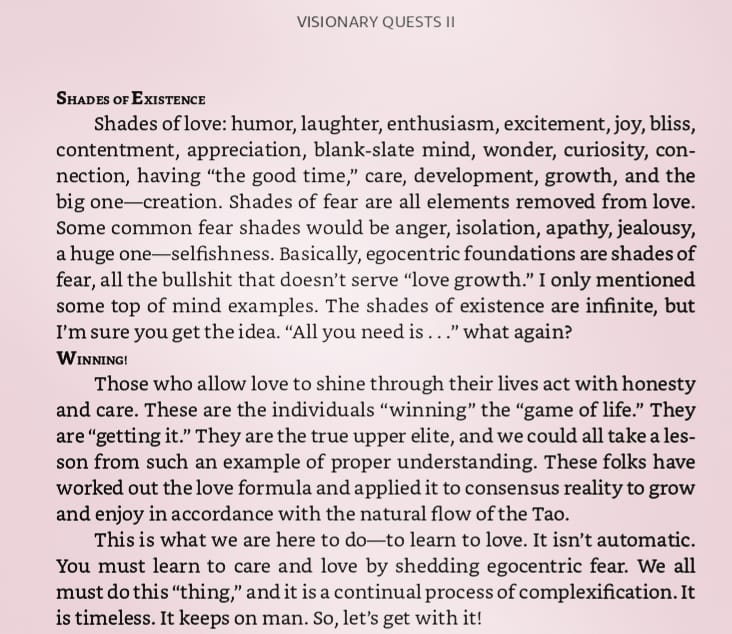 VISIONARY QUESTS II
SHADES OF EXISTENCE
Shades of love: humor, laughter, enthusiasm, excitement, joy, bliss,
contentment, appreciation, blank-slate mind, wonder, curiosity, con-
nection, having “the good time,” care, development, growth, and the
big one—creation. Shades of fear are all elements removed from love.
Some common fear shades would be anger, isolation, apathy, jealousy,
a huge one—selfishness. Basically, egocentric foundations are shades of
fear, all the bullshit that doesn’t serve “love growth.” I only mentioned
some top of mind examples. The shades of existence are infinite, but
I’m sure you get the idea. “All you need is . . .” what again?
WINNING!
Those who allow love to shine through their lives act with honesty
and care. These are the individuals “winning” the “game of life.” They
are “getting it.” They are the true upper elite, and we could all take a les-
son from such an example of proper understanding. These folks have
worked out the love formula and applied it to consensus reality to grow
and enjoy in accordance with the natural flow of the Tao.
This is what we are here to do—to learn to love. It isn’t automatic.
You must learn to care and love by shedding egocentric fear. We all
must do this “thing,” and it is a continual process of complexification. It
is timeless. It keeps on man. So, let’s get with it!